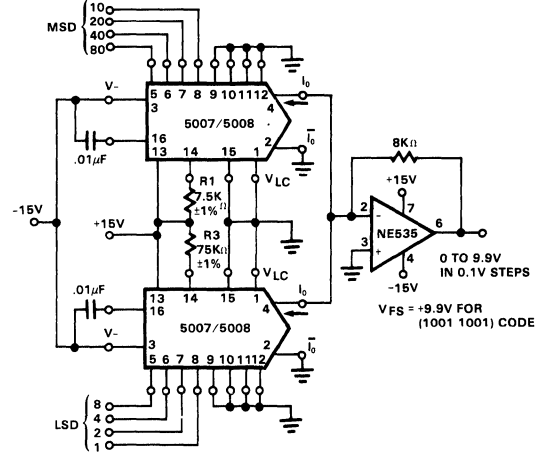 MSD
10
20
40
80
5 6 7 8 9 10 11 12
V–
3
4
I₀
5007/5008
16
2
I̅₀
.01µF
13 14 15 1
R1
7.5K Ω
±1%
VLC
-15V
+15V
R3
75KΩ
±1%
VLC
8KΩ
+15V
2
–
7
NE535
6
3
+
4
-15V
0 TO 9.9V
IN 0.1V STEPS
VFS = +9.9V FOR
(1001 1001) CODE
.01µF
13 14 15 1
I₀
16
4
5007/5008
V–
3
2
I̅₀
5 6 7 8 9 10 11 12
LSD
8
4
2
1